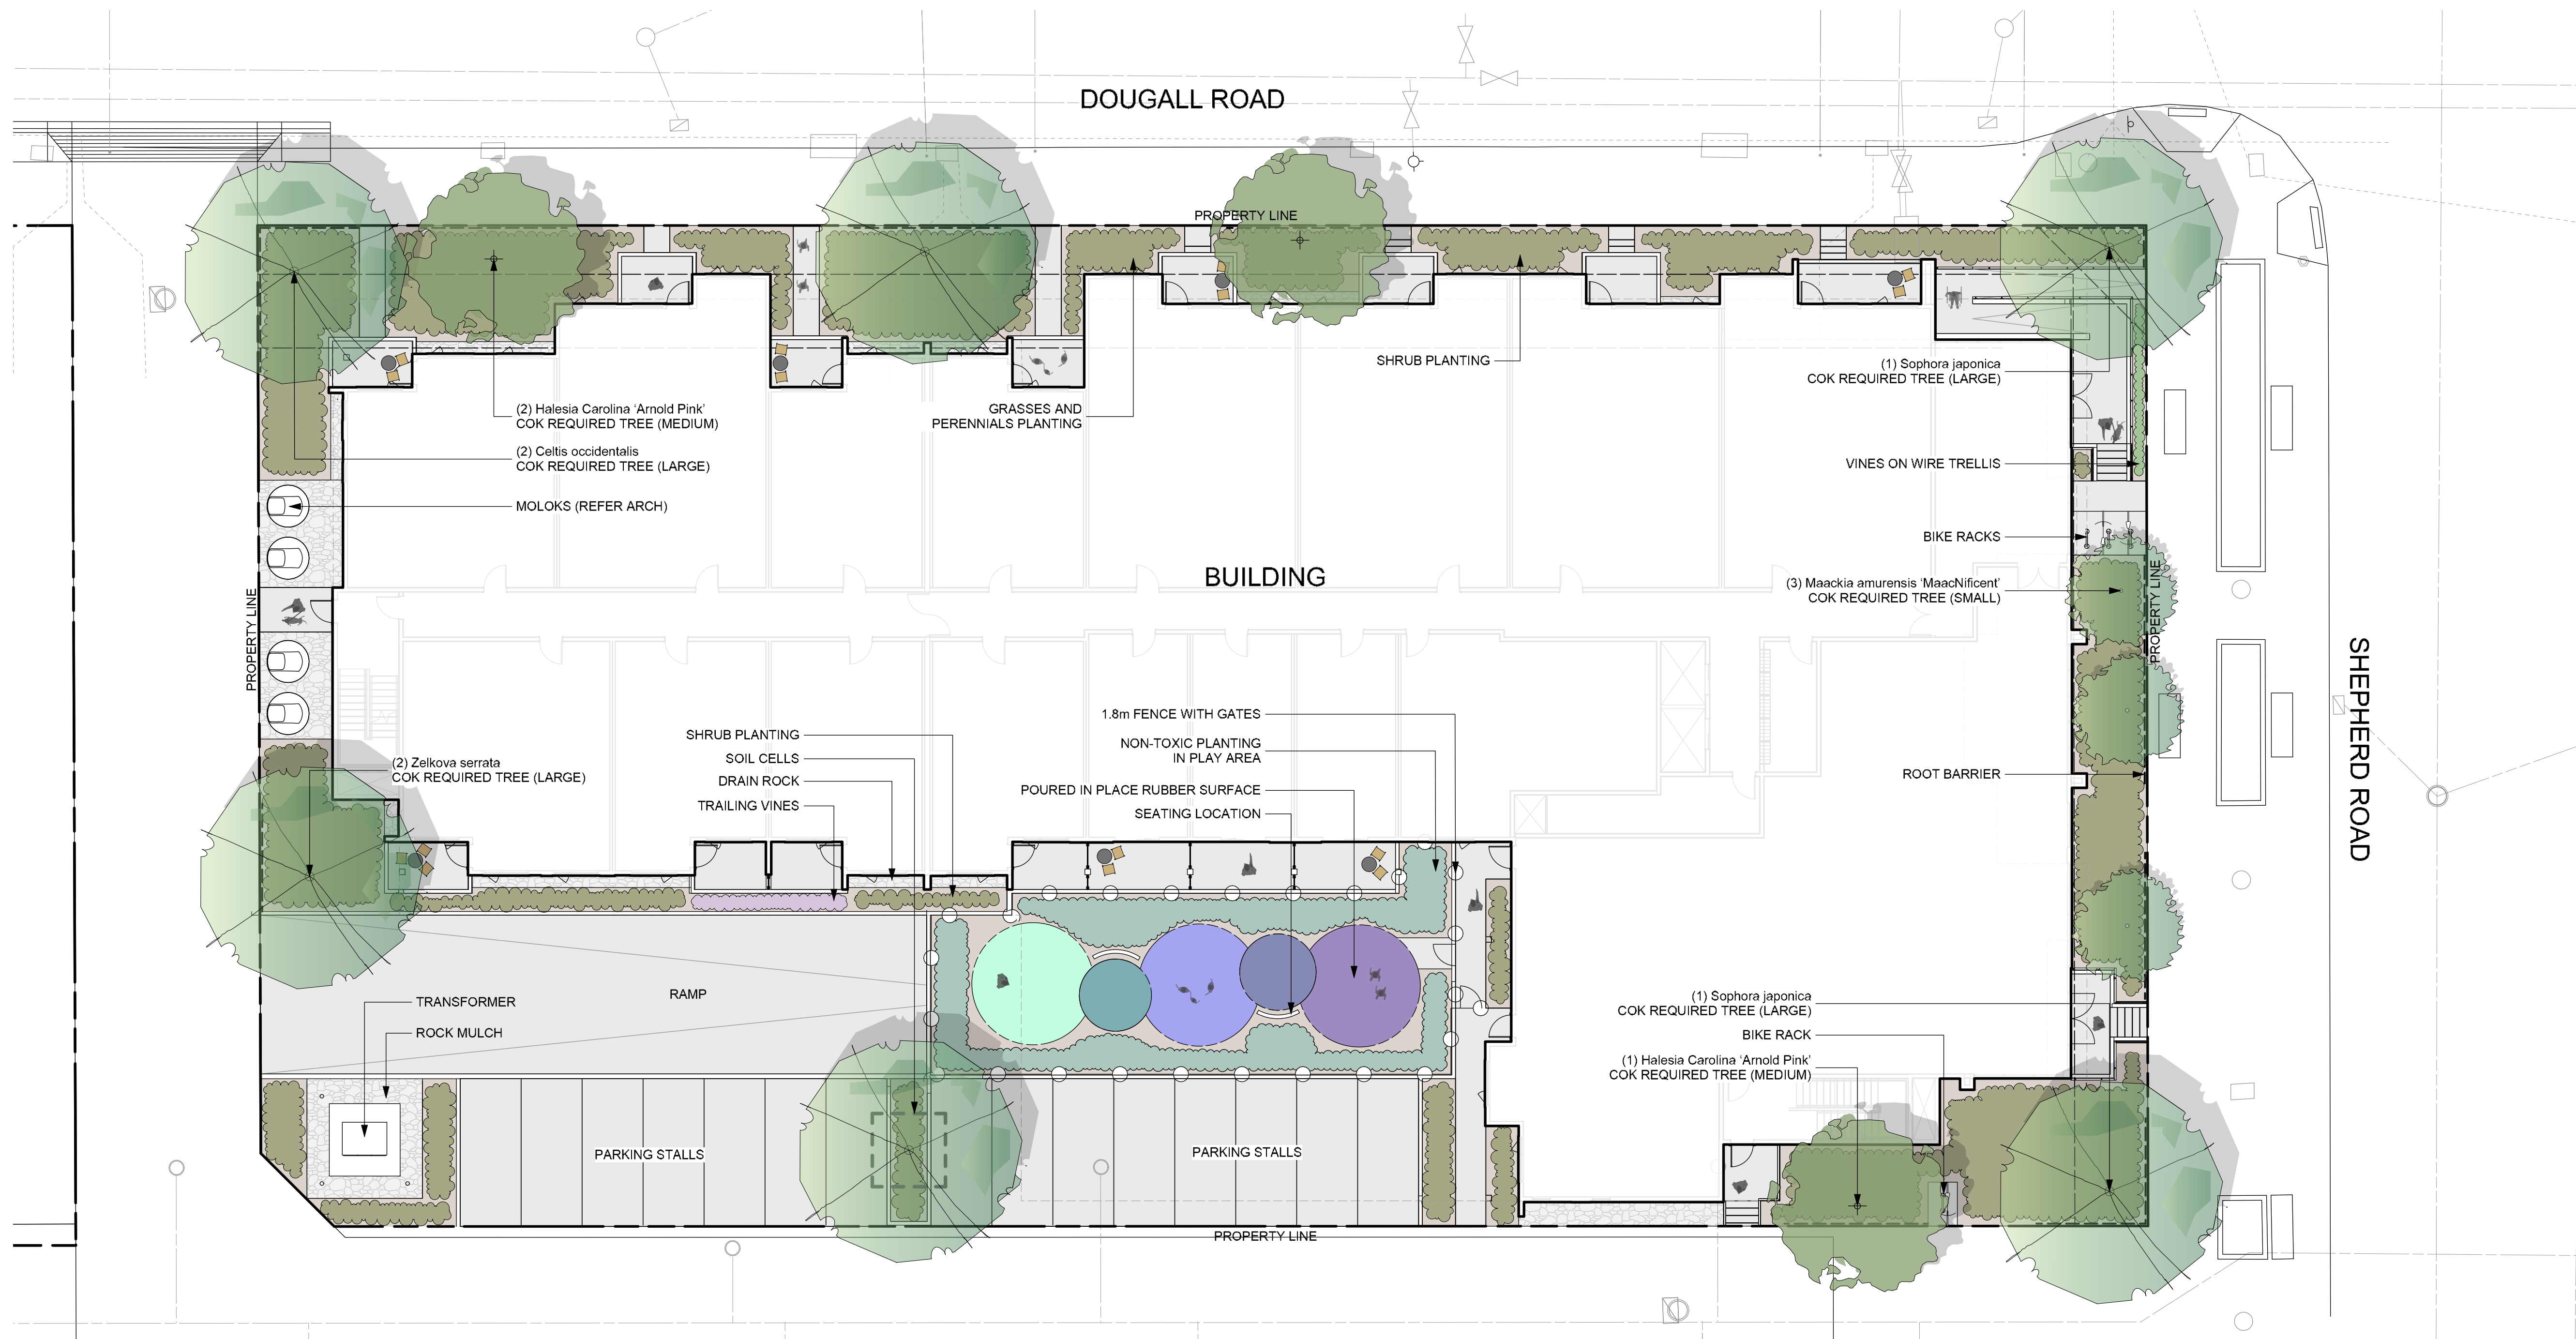 DOUGALL ROAD
PROPERTY LINE
SHRUB PLANTING
(1) Sophora japonica
COK REQUIRED TREE (LARGE)
(2) Halesia Carolina ‘Arnold Pink’
COK REQUIRED TREE (MEDIUM)
GRASSES AND
PERENNIALS PLANTING
(2) Celtis occidentalis
COK REQUIRED TREE (LARGE)
VINES ON WIRE TRELLIS
MOLOKS (REFER ARCH)
BIKE RACKS
BUILDING
(3) Maackia amurensis ‘MaacNificent’
COK REQUIRED TREE (SMALL)
PROPERTY LINE
PROPERTY LINE
SHEPHERD ROAD
1.8m FENCE WITH GATES
SHRUB PLANTING
NON-TOXIC PLANTING
IN PLAY AREA
SOIL CELLS
(2) Zelkova serrata
COK REQUIRED TREE (LARGE)
ROOT BARRIER
DRAIN ROCK
POURED IN PLACE RUBBER SURFACE
TRAILING VINES
SEATING LOCATION
RAMP
TRANSFORMER
(1) Sophora japonica
COK REQUIRED TREE (LARGE)
ROCK MULCH
BIKE RACK
(1) Halesia Carolina ‘Arnold Pink’
COK REQUIRED TREE (MEDIUM)
PARKING STALLS
PARKING STALLS
PROPERTY LINE